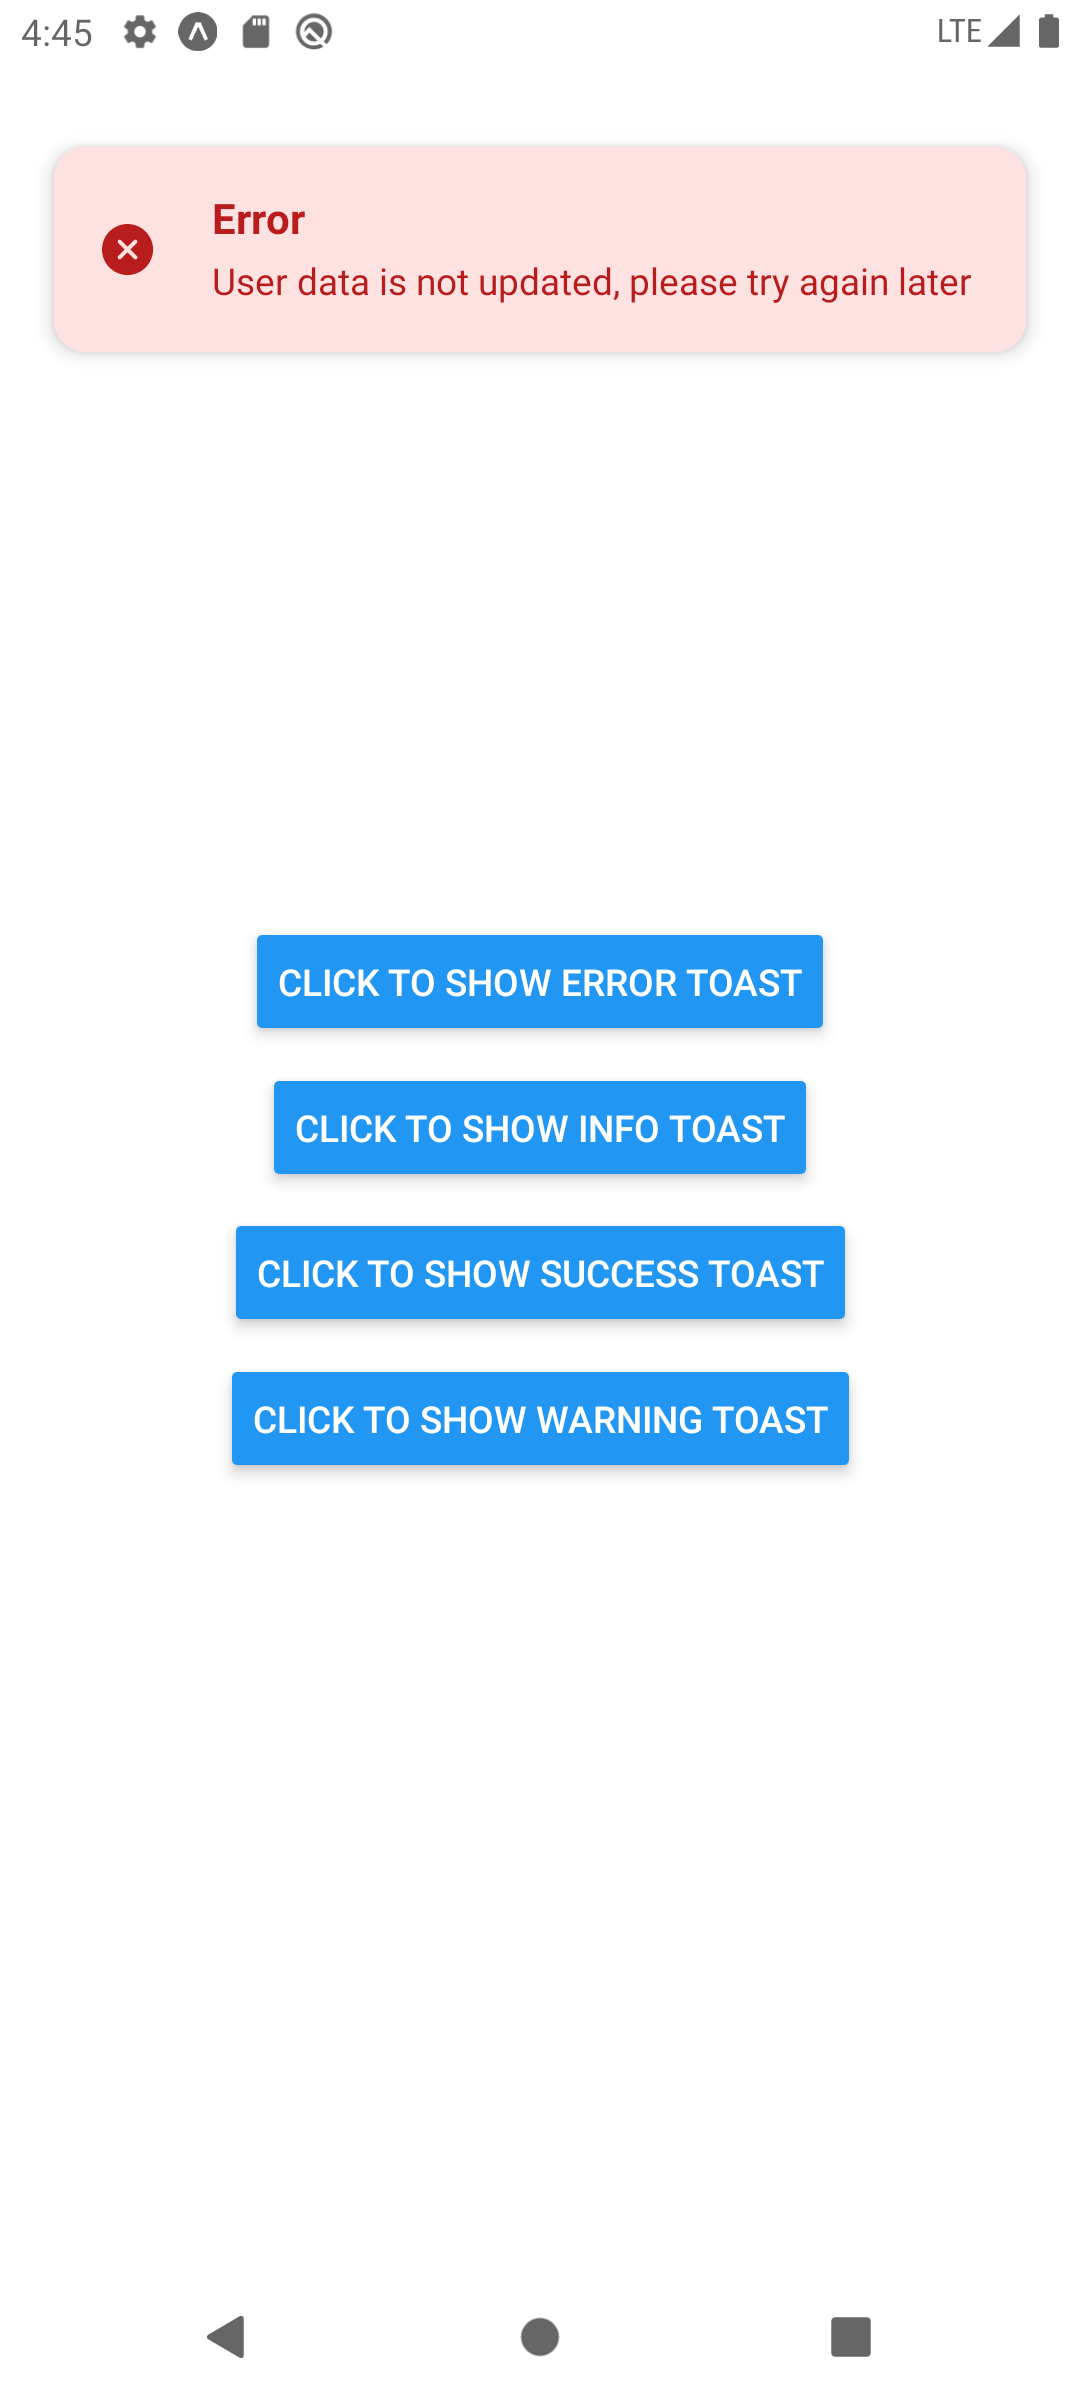 4:45
LTE
Error
User data is not updated, please try again later
CLICK TO SHOW ERROR TOAST
CLICK TO SHOW INFO TOAST
CLICK TO SHOW SUCCESS TOAST
CLICK TO SHOW WARNING TOAST